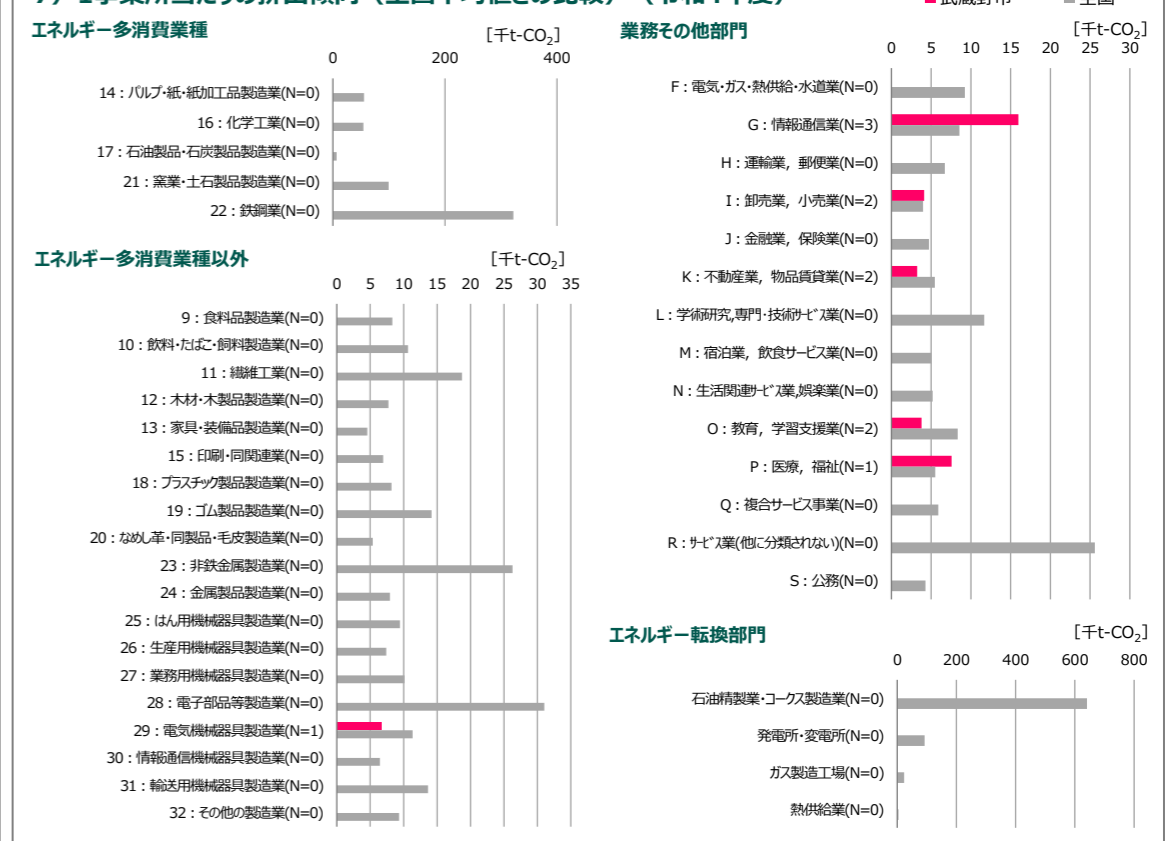 エネルギー多消費業種
[千t-CO2]
0 200 400
14：パルプ・紙・紙加工品製造業(N=0)
16：化学工業(N=0)
17：石油製品・石炭製品製造業(N=0)
21：窯業・土石製品製造業(N=0)
22：鉄鋼業(N=0)
エネルギー多消費業種以外
[千t-CO2]
0 5 10 15 20 25 30 35
9：食料品製造業(N=0)
10：飲料・たばこ・飼料製造業(N=0)
11：繊維工業(N=0)
12：木材・木製品製造業(N=0)
13：家具・装備品製造業(N=0)
15：印刷・同関連業(N=0)
18：プラスチック製品製造業(N=0)
19：ゴム製品製造業(N=0)
20：なめし革・同製品・毛皮製造業(N=0)
23：非鉄金属製造業(N=0)
24：金属製品製造業(N=0)
25：はん用機械器具製造業(N=0)
26：生産用機械器具製造業(N=0)
27：業務用機械器具製造業(N=0)
28：電子部品等製造業(N=0)
29：電気機械器具製造業(N=1)
30：情報通信機械器具製造業(N=0)
31：輸送用機械器具製造業(N=0)
32：その他の製造業(N=0)
業務その他部門
[千t-CO2]
0 5 10 15 20 25 30
F：電気・ガス・熱供給・水道業(N=0)
G：情報通信業(N=3)
H：運輸業，郵便業(N=0)
I：卸売業，小売業(N=2)
J：金融業，保険業(N=0)
K：不動産業，物品賃貸業(N=2)
L：学術研究,専門・技術サービス業(N=0)
M：宿泊業，飲食サービス業(N=0)
N：生活関連サービス業,娯楽業(N=0)
O：教育，学習支援業(N=2)
P：医療，福祉(N=1)
Q：複合サービス事業(N=0)
R：サービス業(他に分類されない)(N=0)
S：公務(N=0)
エネルギー転換部門
[千t-CO2]
0 200 400 600 800
石油精製業・コークス製造業(N=0)
発電所・変電所(N=0)
ガス製造工場(N=0)
熱供給業(N=0)